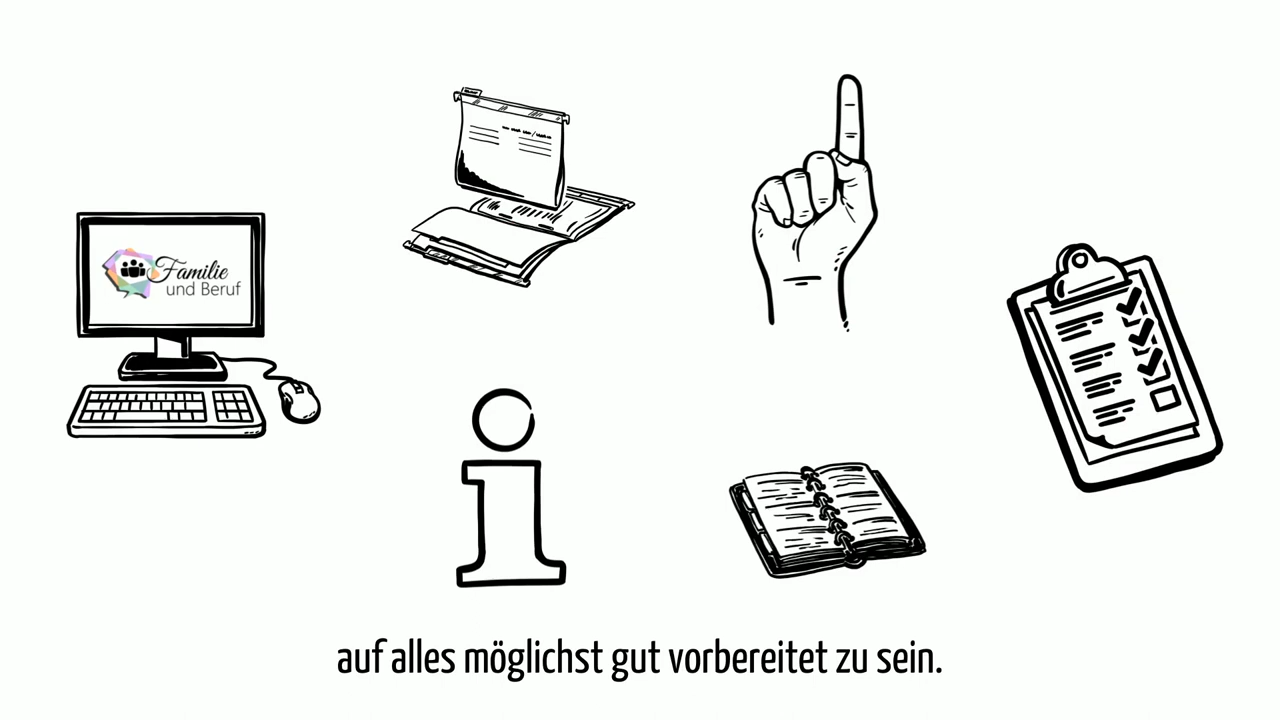 Familie
und Beruf
i
auf alles möglichst gut vorbereitet zu sein.